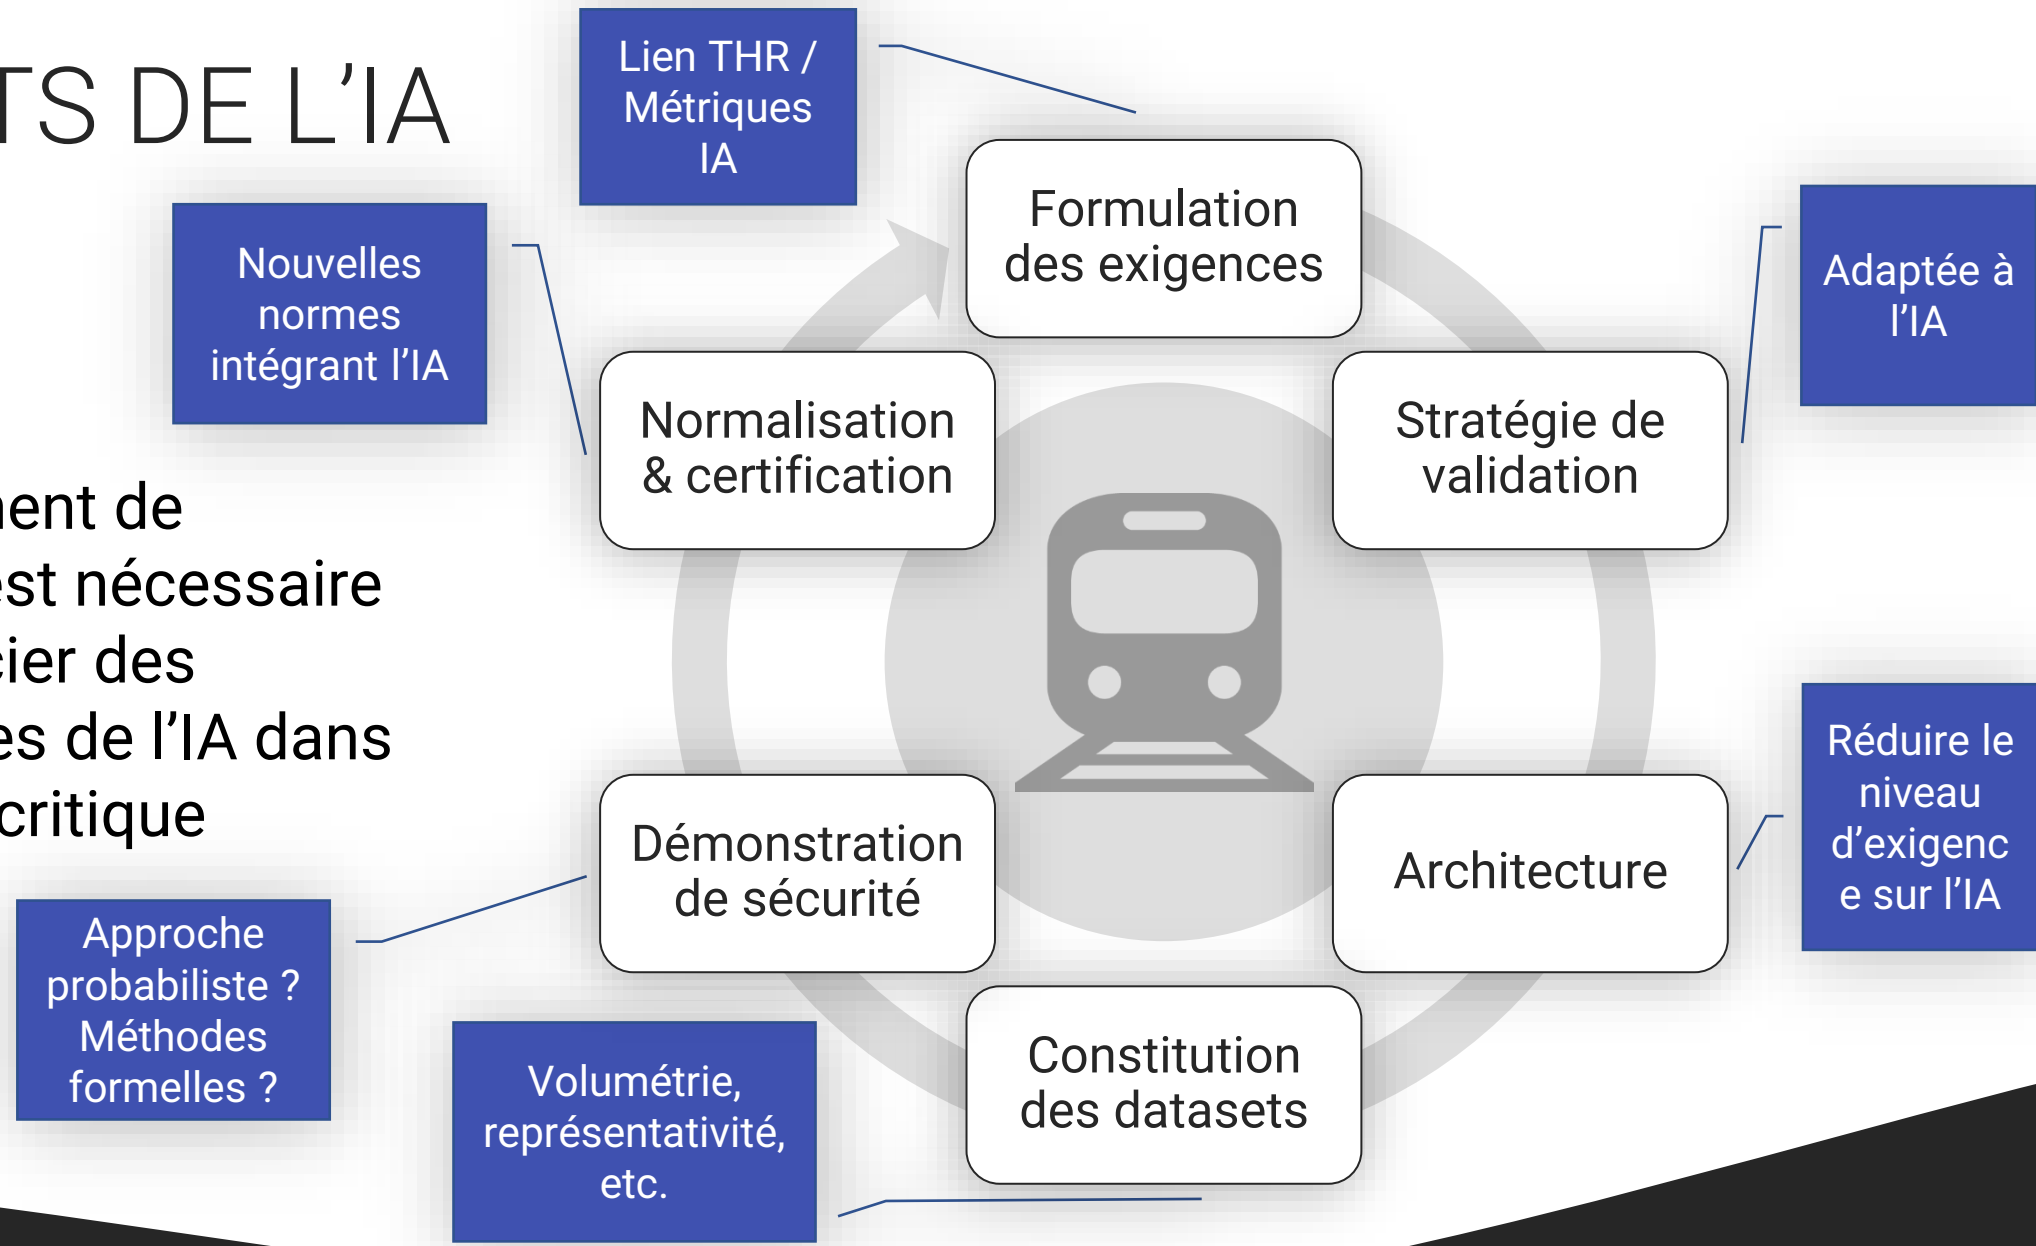 TS DE L’IA
Lien THR /
Métriques
IA
Formulation
des exigences
Nouvelles
normes
intégrant l’IA
Adaptée à
l’IA
Normalisation
& certification
Stratégie de
validation
ent de
est nécessaire
cier des
es de l’IA dans
critique
Réduire le
niveau
d’exigenc
e sur l’IA
Démonstration
de sécurité
Architecture
Approche
probabiliste ?
Méthodes
formelles ?
Volumétrie,
représentativité,
etc.
Constitution
des datasets